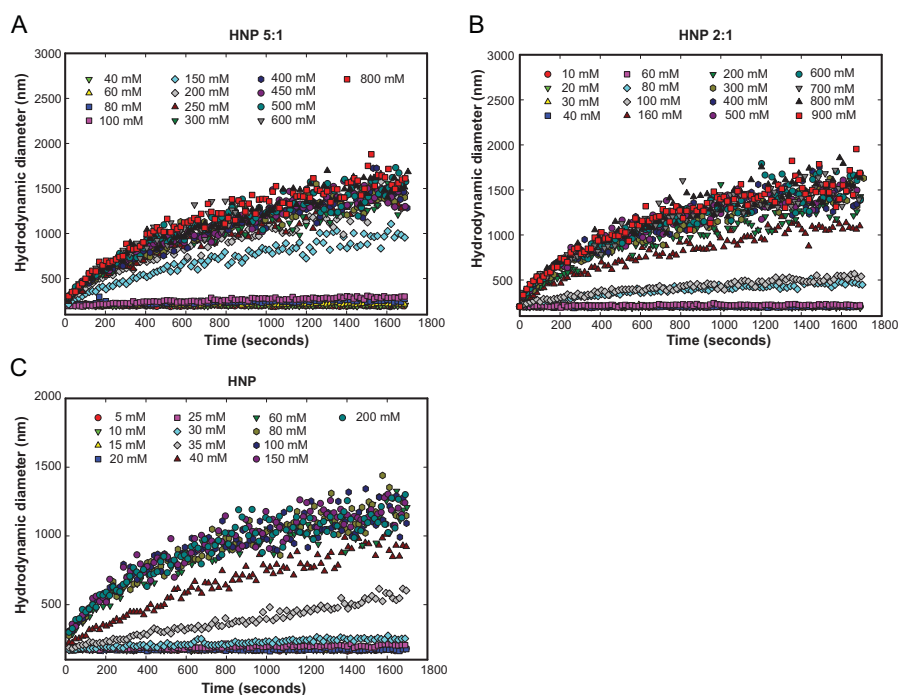 A
HNP 5:1
Hydrodynamic diameter (nm)
3000
2500
2000
1500
1000
500
40 mM 150 mM 400 mM 800 mM
60 mM 200 mM 450 mM
80 mM 250 mM 500 mM
100 mM 300 mM 600 mM
0 200 400 600 800 1000 1200 1400 1600 1800
Time (seconds)
B
HNP 2:1
Hydrodynamic diameter (nm)
3000
2500
2000
1500
1000
500
10 mM 60 mM 200 mM 600 mM
20 mM 80 mM 300 mM 700 mM
30 mM 100 mM 400 mM 800 mM
40 mM 160 mM 500 mM 900 mM
0 200 400 600 800 1000 1200 1400 1600 1800
Time (seconds)
C
HNP
Hydrodynamic diameter (nm)
2000
1500
1000
500
5 mM 25 mM 60 mM 200 mM
10 mM 30 mM 80 mM
15 mM 35 mM 100 mM
20 mM 40 mM 150 mM
0 200 400 600 800 1000 1200 1400 1600 1800
Time (seconds)